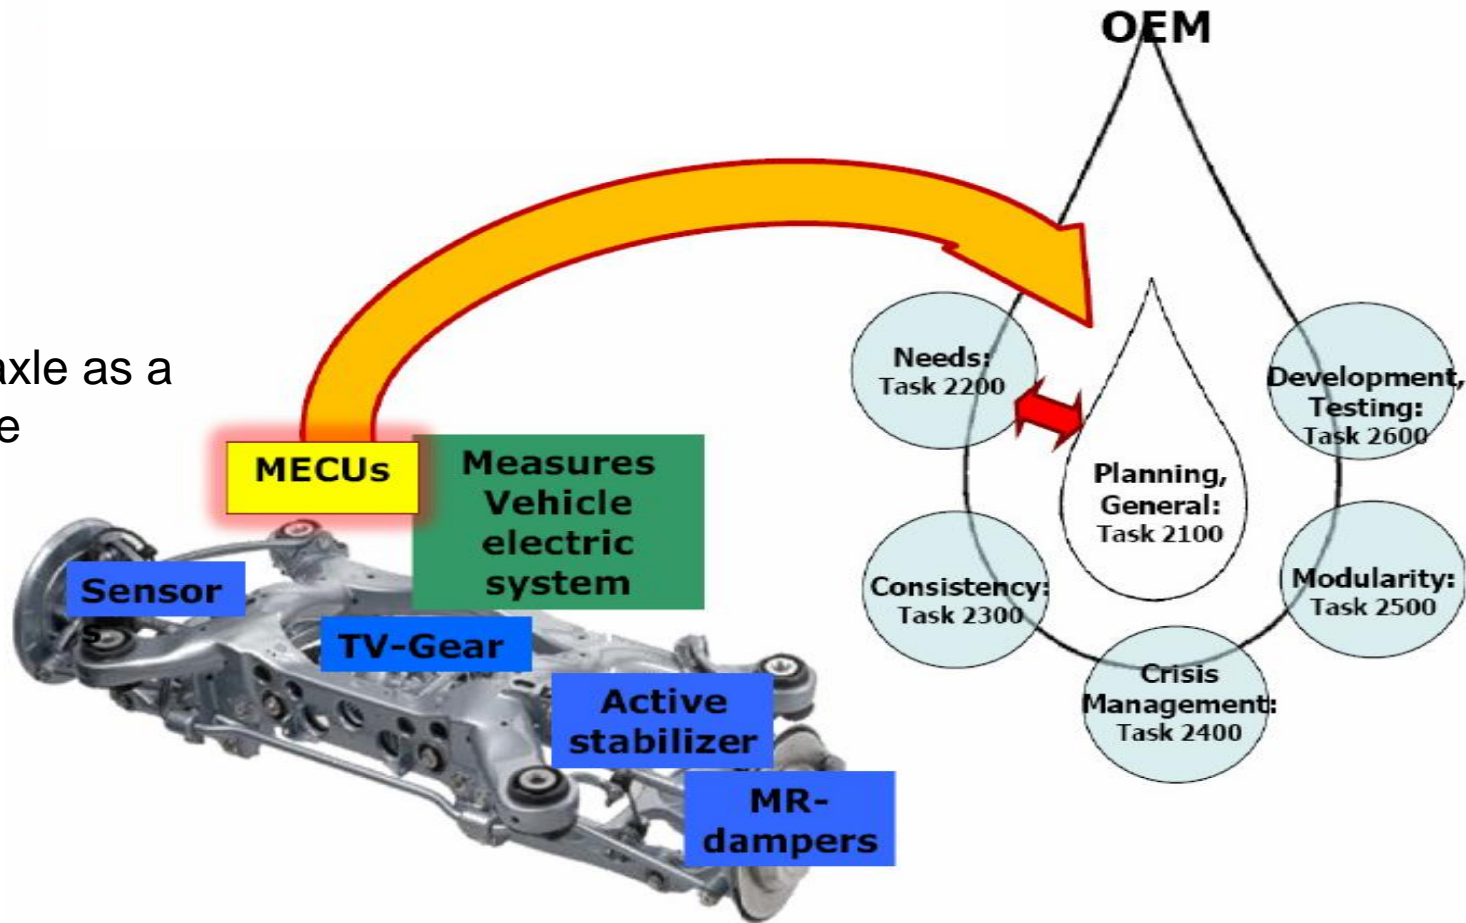 OEM
axle as a
e
MECUs
Measures
Vehicle
electric
system
Sensor
s
TV-Gear
Active
stabilizer
MR-
dampers
Needs:
Task 2200
Planning,
General:
Task 2100
Development,
Testing:
Task 2600
Consistency:
Task 2300
Modularity:
Task 2500
Crisis
Management:
Task 2400